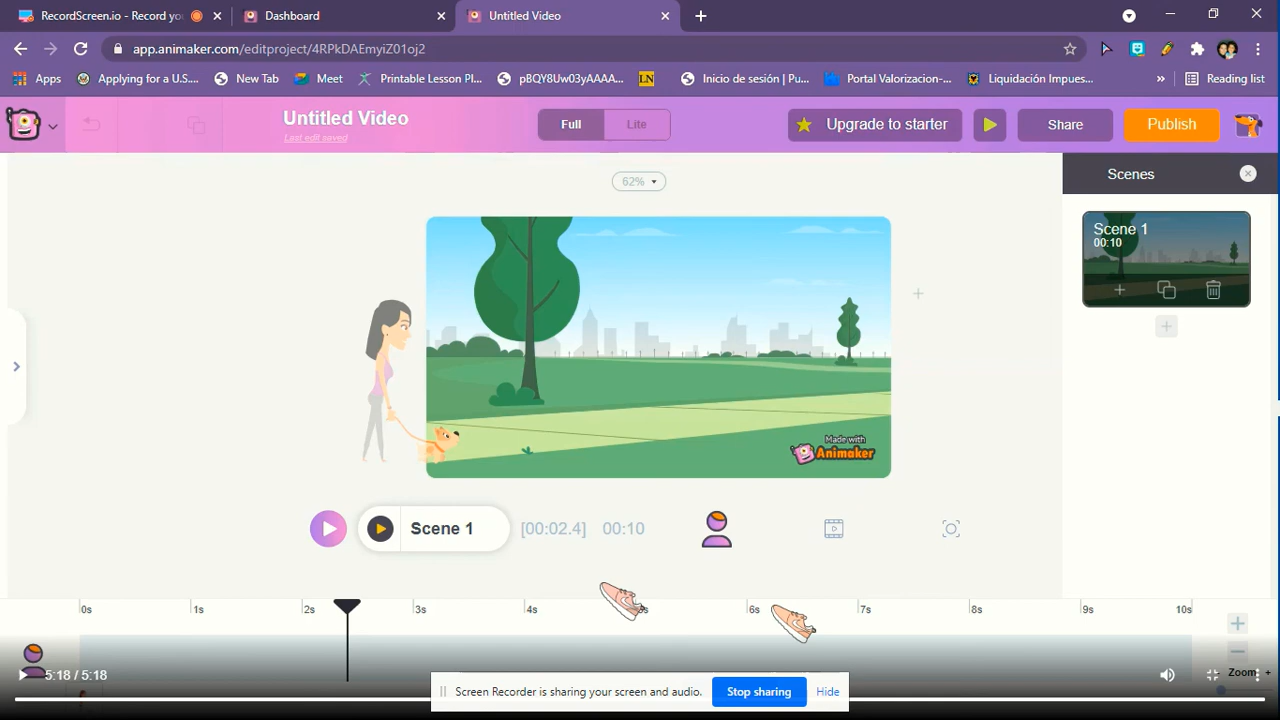 RecordScreen.io - Record yo
Dashboard
Untitled Video
app.animaker.com/editproject/4RPkDAEmyiZ01oj2
Apps
Applying for a U.S...
New Tab
Meet
Printable Lesson Pl...
pBQY8Uw03yAAAA...
LN
Inicio de sesión | Pu...
Portal Valorizacion-...
Liquidación Impues...
»
Reading list
Untitled Video
Last edit saved
Full
Lite
Upgrade to starter
Share
Publish
62%
Scenes
Scene 1
00:10
Made with
Animaker
Scene 1
[00:02.4]
00:10
0s
1s
2s
3s
4s
5s
6s
7s
8s
9s
10s
5:18 / 5:18
Zoom
Screen Recorder is sharing your screen and audio.
Stop sharing
Hide